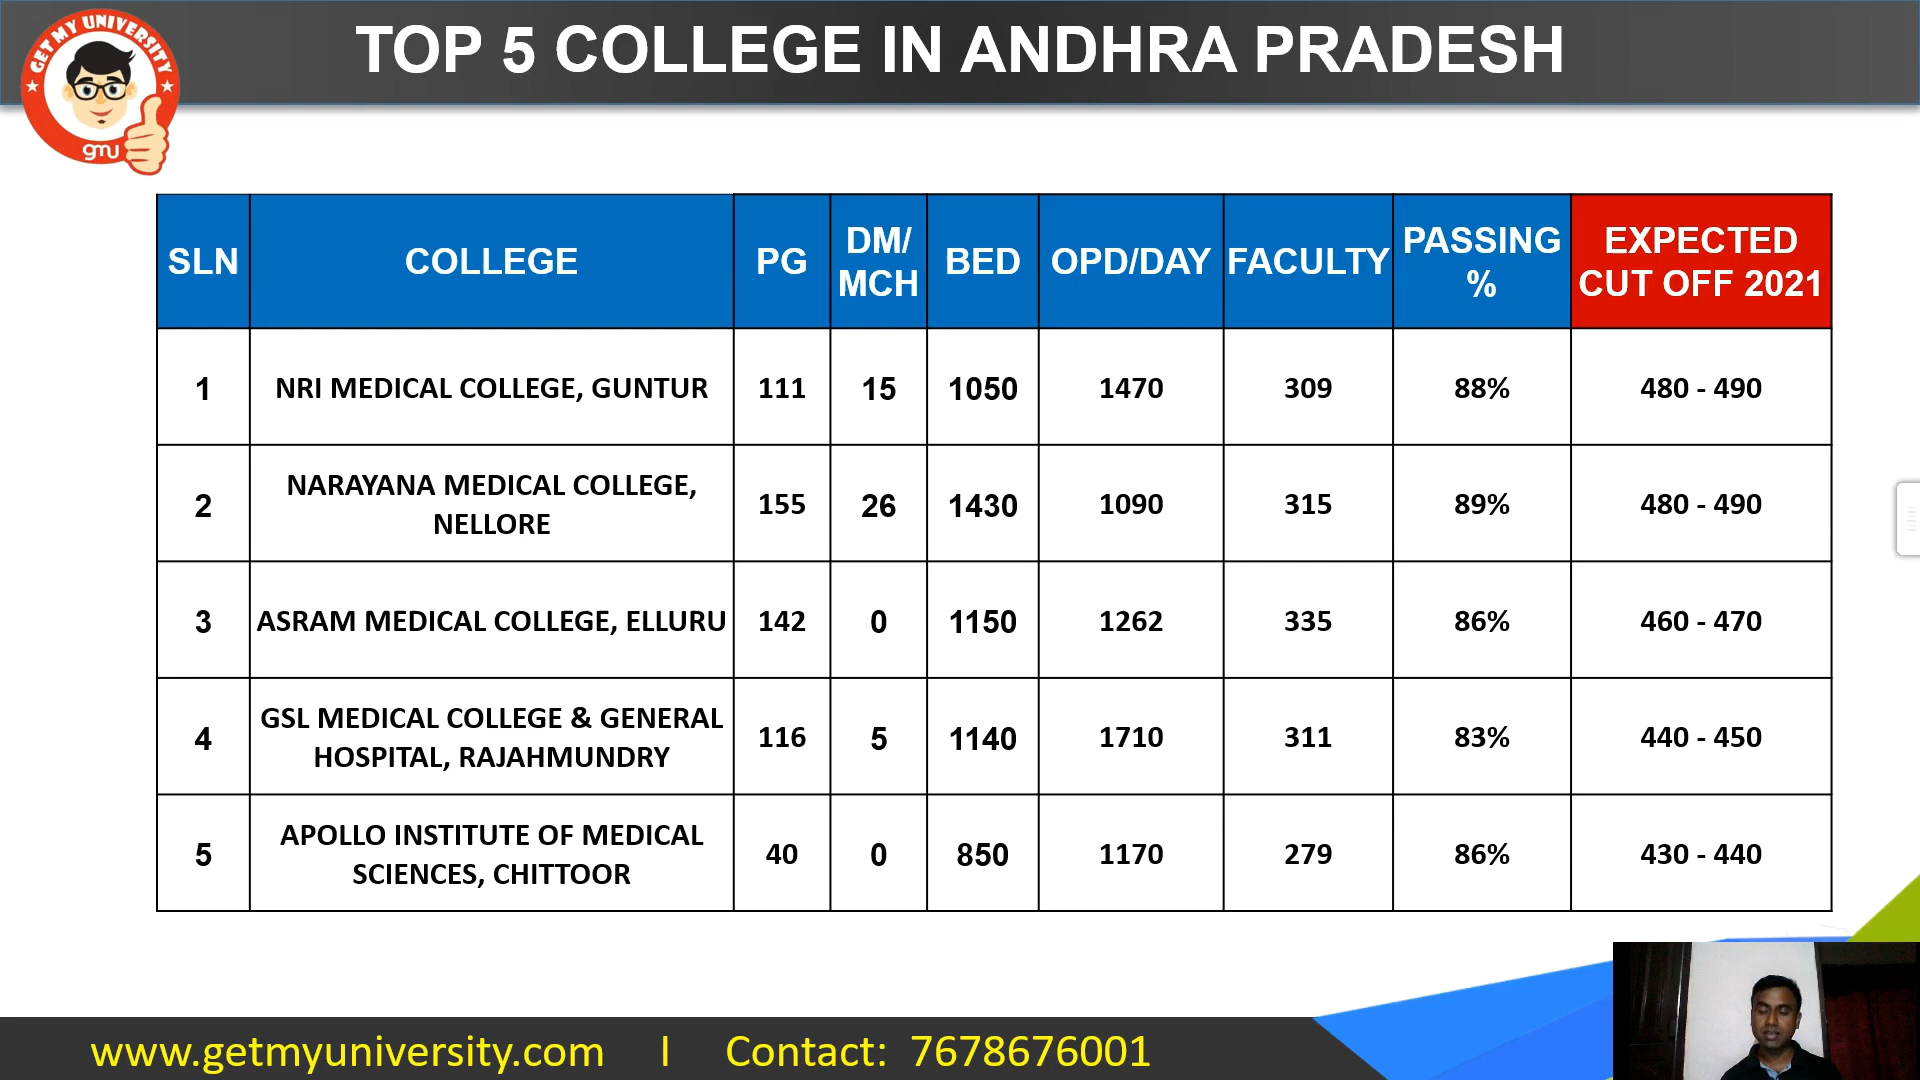 GET MY UNIVERSITY
gmu
TOP 5 COLLEGE IN ANDHRA PRADESH
SLN COLLEGE PG DM/ MCH BED OPD/DAY FACULTY PASSING % EXPECTED CUT OFF 2021
1 NRI MEDICAL COLLEGE, GUNTUR 111 15 1050 1470 309 88% 480 - 490
2 NARAYANA MEDICAL COLLEGE, NELLORE 155 26 1430 1090 315 89% 480 - 490
3 ASRAM MEDICAL COLLEGE, ELLURU 142 0 1150 1262 335 86% 460 - 470
4 GSL MEDICAL COLLEGE & GENERAL HOSPITAL, RAJAHMUNDRY 116 5 1140 1710 311 83% 440 - 450
5 APOLLO INSTITUTE OF MEDICAL SCIENCES, CHITTOOR 40 0 850 1170 279 86% 430 - 440
www.getmyuniversity.com I Contact: 7678676001